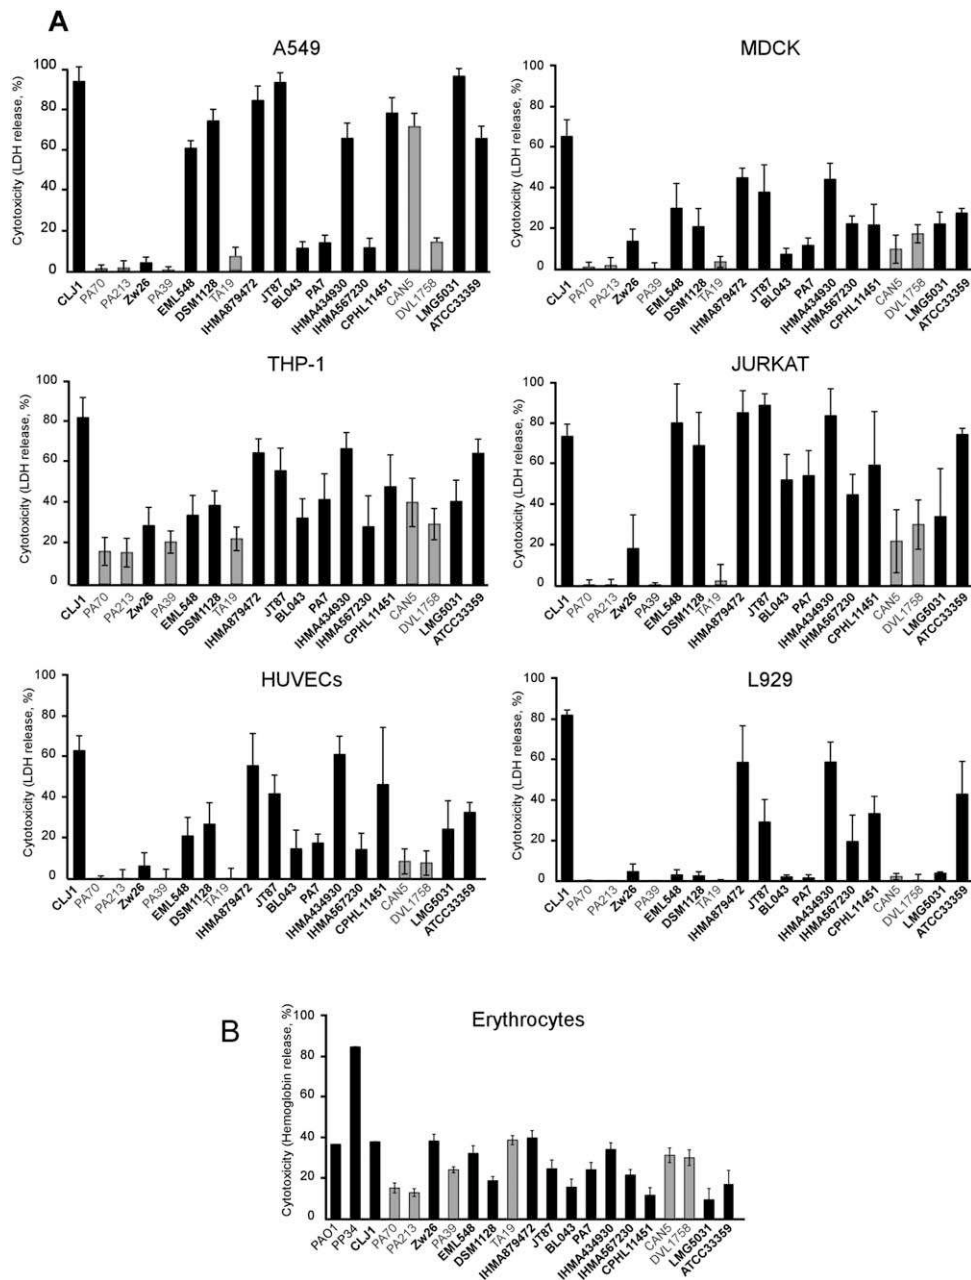 A
A549
Cytotoxicity (LDH release, %)
100
80
60
40
20
0
CLJ1
PA70
PA213
Zw26
PA39
EML548
DSM1128
TA19
IHMA879472
JT87
BL043
PA7
IHMA434930
IHMA567230
CPHL11451
CAN5
DVL1758
LMG5031
ATCC33359
MDCK
Cytotoxicity (LDH release, %)
100
80
60
40
20
0
CLJ1
PA70
PA213
Zw26
PA39
EML548
DSM1128
TA19
IHMA879472
JT87
BL043
PA7
IHMA434930
IHMA567230
CPHL11451
CAN5
DVL1758
LMG5031
ATCC33359
THP-1
Cytotoxicity (LDH release, %)
100
80
60
40
20
0
CLJ1
PA70
PA213
Zw26
PA39
EML548
DSM1128
TA19
IHMA879472
JT87
BL043
PA7
IHMA434930
IHMA567230
CPHL11451
CAN5
DVL1758
LMG5031
ATCC33359
JURKAT
Cytotoxicity (LDH release, %)
100
80
60
40
20
0
CLJ1
PA70
PA213
Zw26
PA39
EML548
DSM1128
TA19
IHMA879472
JT87
BL043
PA7
IHMA434930
IHMA567230
CPHL11451
CAN5
DVL1758
LMG5031
ATCC33359
HUVECs
Cytotoxicity (LDH release, %)
100
80
60
40
20
0
CLJ1
PA70
PA213
Zw26
PA39
EML548
DSM1128
TA19
IHMA879472
JT87
BL043
PA7
IHMA434930
IHMA567230
CPHL11451
CAN5
DVL1758
LMG5031
ATCC33359
L929
Cytotoxicity (LDH release, %)
100
80
60
40
20
0
CLJ1
PA70
PA213
Zw26
PA39
EML548
DSM1128
TA19
IHMA879472
JT87
BL043
PA7
IHMA434930
IHMA567230
CPHL11451
CAN5
DVL1758
LMG5031
ATCC33359
B
Erythrocytes
Cytotoxicity (Hemoglobin release, %)
100
80
60
40
20
0
PAO1
PP34
CLJ1
PA70
PA213
Zw26
PA39
EML548
DSM1128
TA19
IHMA879472
JT87
BL043
PA7
IHMA434930
IHMA567230
CPHL11451
CAN5
DVL1758
LMG5031
ATCC33359